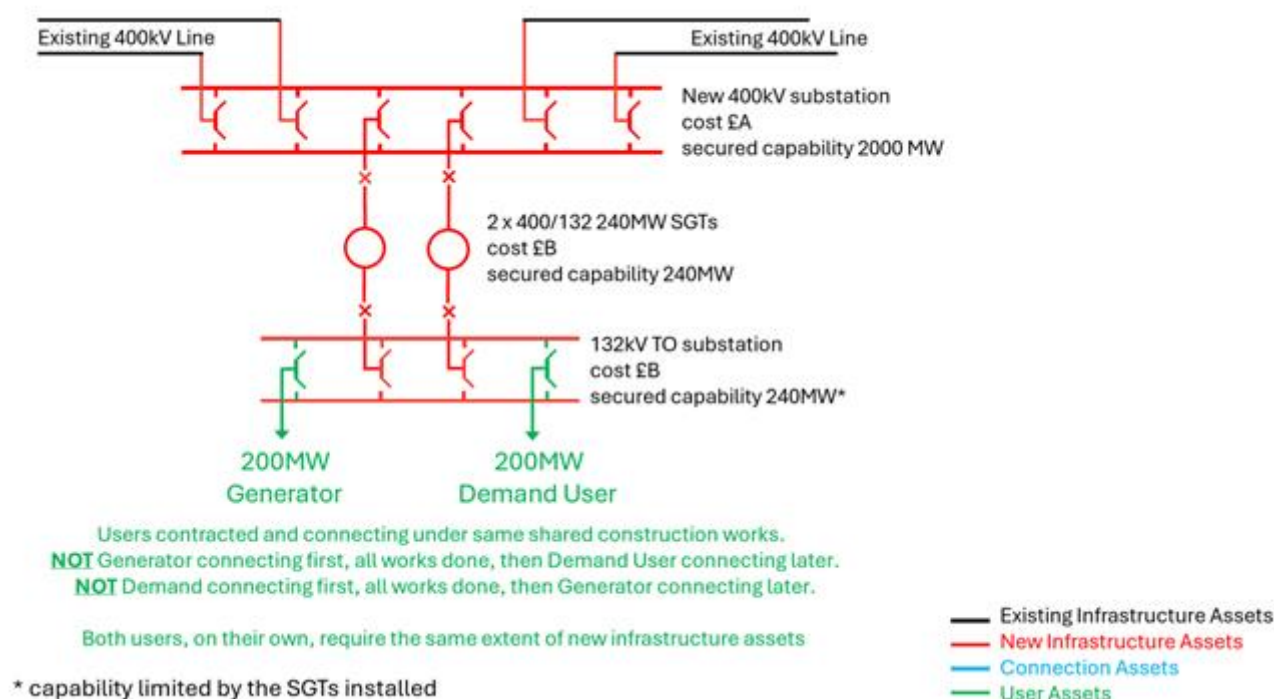 Existing 400kV Line
Existing 400kV Line
New 400kV substation
cost £A
secured capability 2000 MW
2 x 400/132 240MW SGTs
cost £B
secured capability 240MW
132kV TO substation
cost £B
secured capability 240MW*
200MW
Generator
200MW
Demand User
Users contracted and connecting under same shared construction works.
NOT Generator connecting first, all works done, then Demand User connecting later.
NOT Demand connecting first, all works done, then Generator connecting later.
Both users, on their own, require the same extent of new infrastructure assets
* capability limited by the SGTs installed
Existing Infrastructure Assets
New Infrastructure Assets
Connection Assets
User Assets